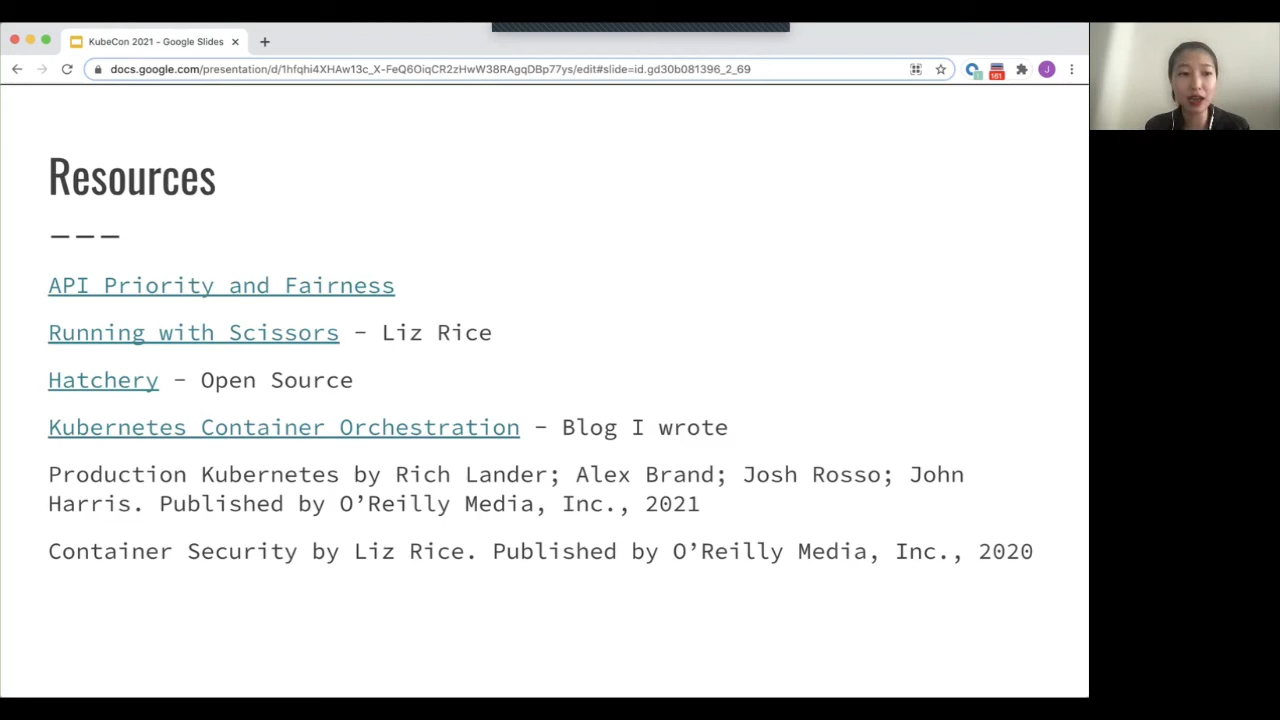 KubeCon 2021 - Google Slides
docs.google.com/presentation/d/1hfqhi4XHAw13c_X-FeQ6OiqCR2zHwW38RAgqDBp77ys/edit#slide=id.gd30b081396_2_69
161
J
Resources
API Priority and Fairness
Running with Scissors - Liz Rice
Hatchery - Open Source
Kubernetes Container Orchestration - Blog I wrote
Production Kubernetes by Rich Lander; Alex Brand; Josh Rosso; John
Harris. Published by O’Reilly Media, Inc., 2021
Container Security by Liz Rice. Published by O’Reilly Media, Inc., 2020